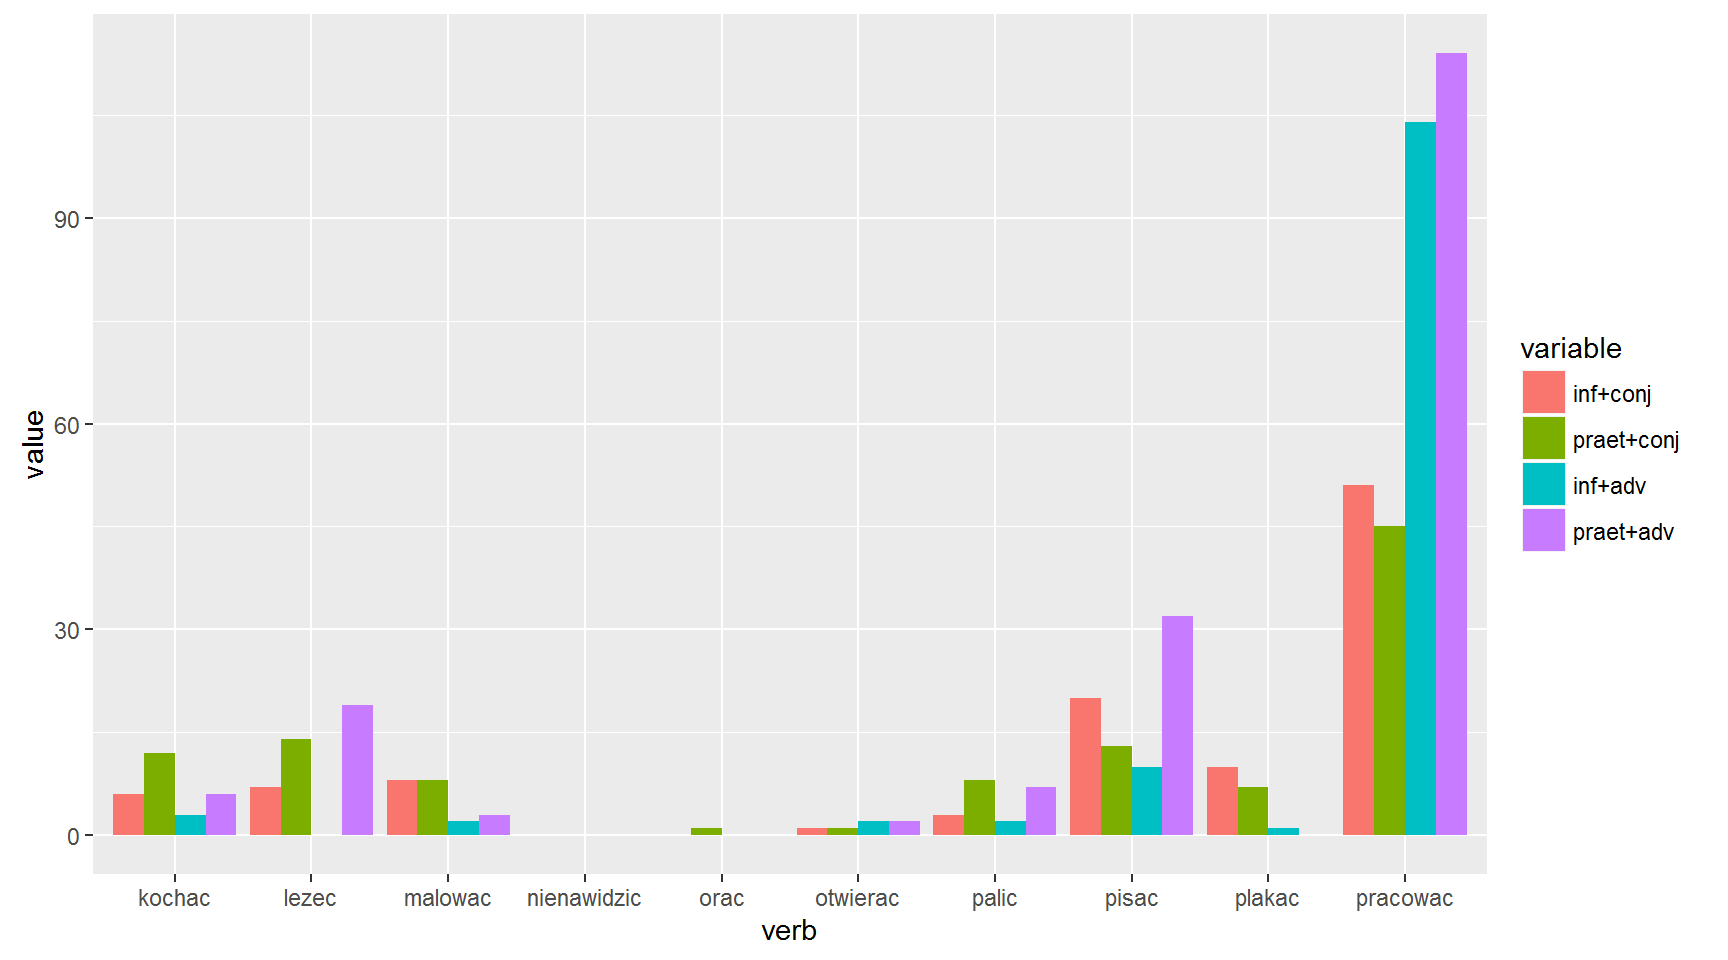 value
90
60
30
0
kochac lezec malowac nienawidzic orac otwierac palic pisac plakac pracowac
verb
variable
inf+conj
praet+conj
inf+adv
praet+adv